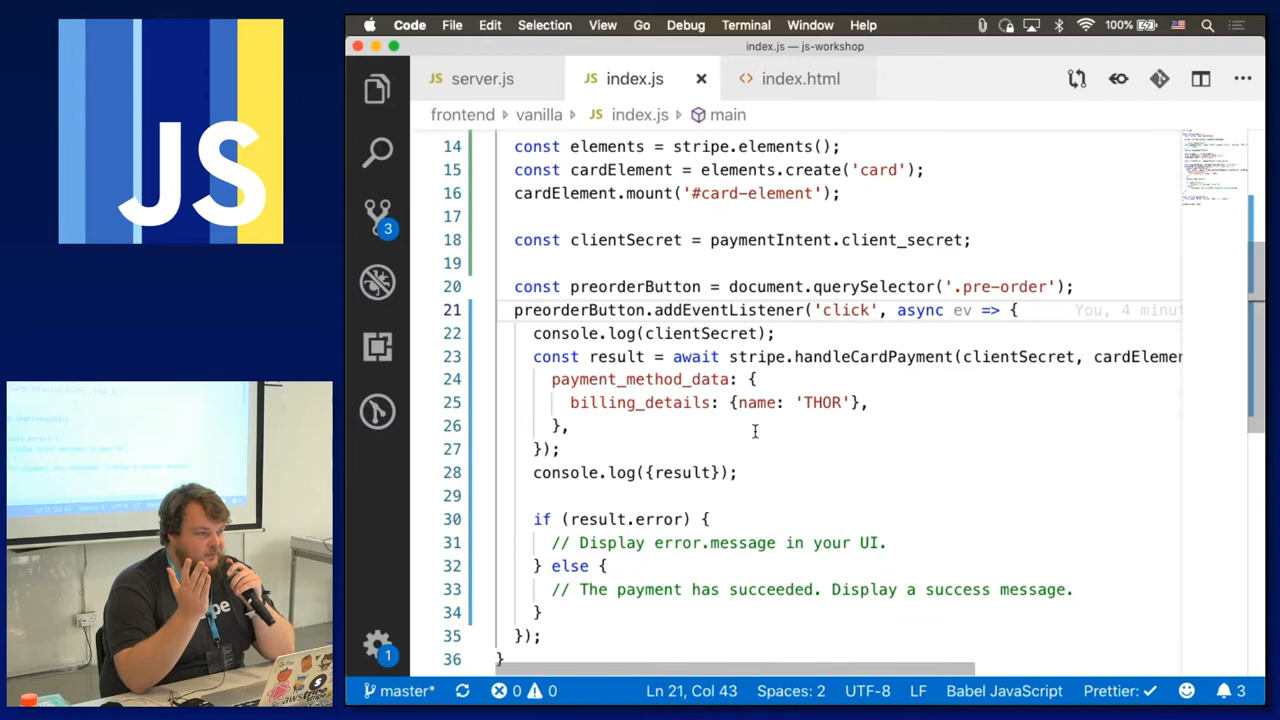 JS
Code File Edit Selection View Go Debug Terminal Window Help 100%
index.js — js-workshop
JS server.js JS index.js × <> index.html
frontend > vanilla > JS index.js > main
14 const elements = stripe.elements();
15 const cardElement = elements.create('card');
16 cardElement.mount('#card-element');
17
18 const clientSecret = paymentIntent.client_secret;
19
20 const preorderButton = document.querySelector('.pre-order');
21 preorderButton.addEventListener('click', async ev => { You, 4 minut
22 console.log(clientSecret);
23 const result = await stripe.handleCardPayment(clientSecret, cardElemen
24 payment_method_data: {
25 billing_details: {name: 'THOR'},
26 },
27 });
28 console.log({result});
29
30 if (result.error) {
31 // Display error.message in your UI.
32 } else {
33 // The payment has succeeded. Display a success message.
34 }
35 });
36 }
3
1
master* 0 0 Ln 21, Col 43 Spaces: 2 UTF-8 LF Babel JavaScript Prettier: ✓ 3